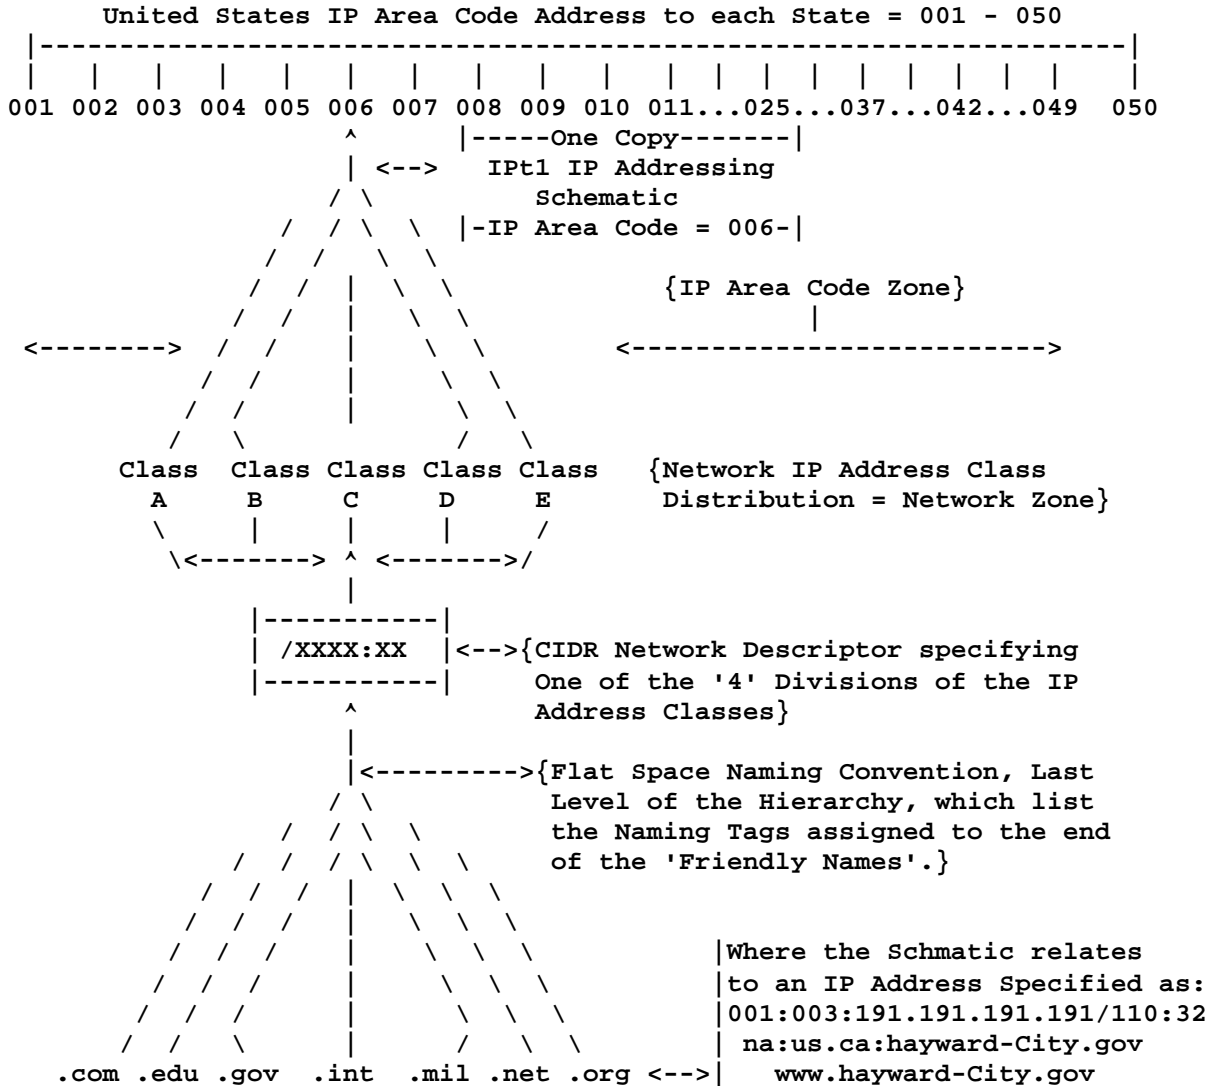 United States IP Area Code Address to each State = 001 - 050
001 002 003 004 005 006 007 008 009 010 011...025...037...042...049 050
|-----One Copy-------|
<--> IPt1 IP Addressing
Schematic
|-IP Area Code = 006-|
{IP Area Code Zone}
Class Class Class Class Class {Network IP Address Class
A B C D E Distribution = Network Zone}
/XXXX:XX |<-->{CIDR Network Descriptor specifying
One of the '4' Divisions of the IP
Address Classes}
|<--------->{Flat Space Naming Convention, Last
Level of the Hierarchy, which list
the Naming Tags assigned to the end
of the 'Friendly Names'.}
|Where the Schmatic relates
|to an IP Address Specified as:
|001:003:191.191.191.191/110:32
| na:us.ca:hayward-City.gov
.com .edu .gov .int .mil .net .org <-->| www.hayward-City.gov